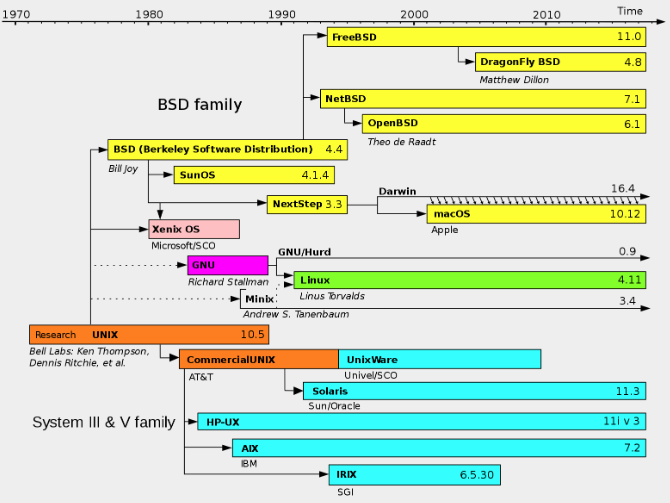 1970 1980 1990 2000 2010 Time
FreeBSD 11.0
DragonFly BSD 4.8
Matthew Dillon
BSD family
NetBSD 7.1
OpenBSD 6.1
Theo de Raadt
BSD (Berkeley Software Distribution) 4.4
Bill Joy
SunOS 4.1.4
Darwin 16.4
NextStep 3.3
macOS 10.12
Apple
Xenix OS
Microsoft/SCO
GNU/Hurd 0.9
GNU
Richard Stallman
Linux 4.11
Linus Torvalds
Minix 3.4
Andrew S. Tanenbaum
Research UNIX 10.5
Bell Labs: Ken Thompson,
Dennis Ritchie, et al.
CommercialUNIX UnixWare
AT&T Univel/SCO
Solaris 11.3
Sun/Oracle
System III & V family
HP-UX 11i v 3
AIX 7.2
IBM
IRIX 6.5.30
SGI